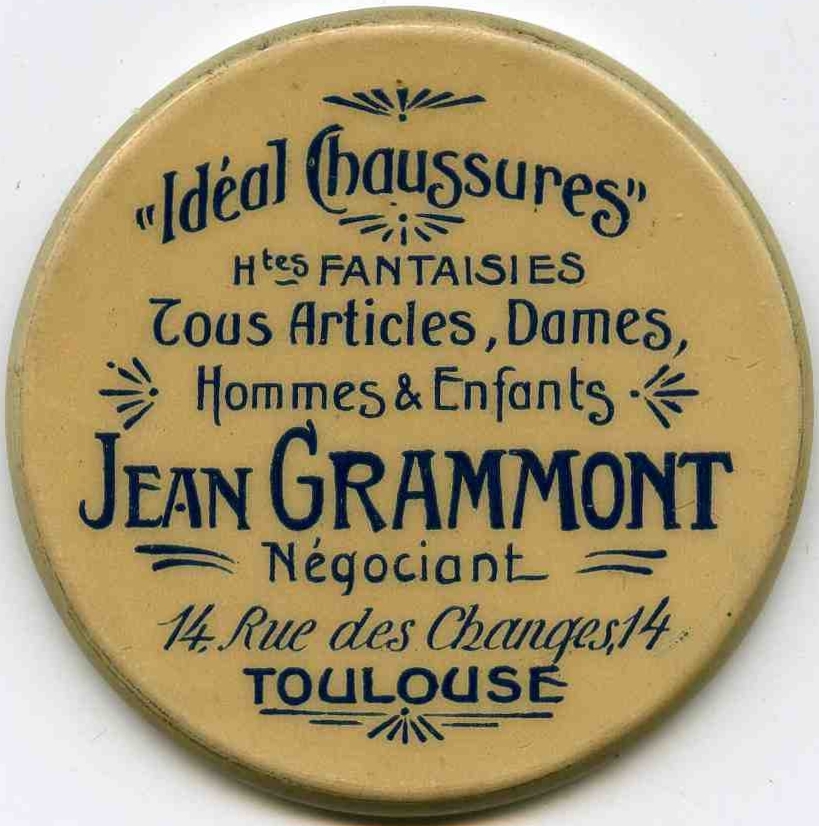 "Idéal Chaussures"
Htes FANTAISIES
Tous Articles, Dames,
Hommes & Enfants
JEAN GRAMMONT
Négociant
14, Rue des Changes, 14
TOULOUSE